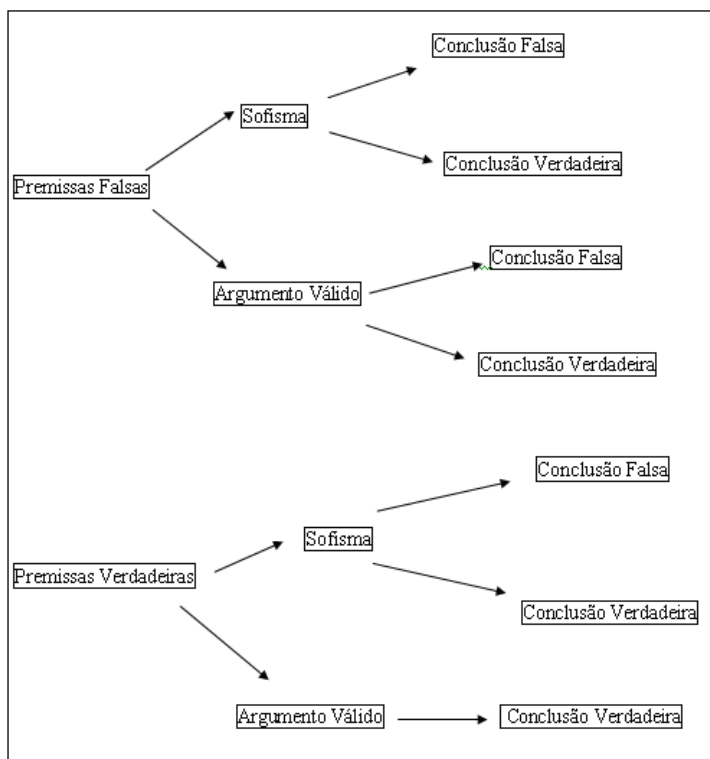 Conclusão Falsa
Sofisma
Conclusão Verdadeira
Premissas Falsas
Conclusão Falsa
Argumento Válido
Conclusão Verdadeira
Conclusão Falsa
Sofisma
Premissas Verdadeiras
Conclusão Verdadeira
Argumento Válido
Conclusão Verdadeira